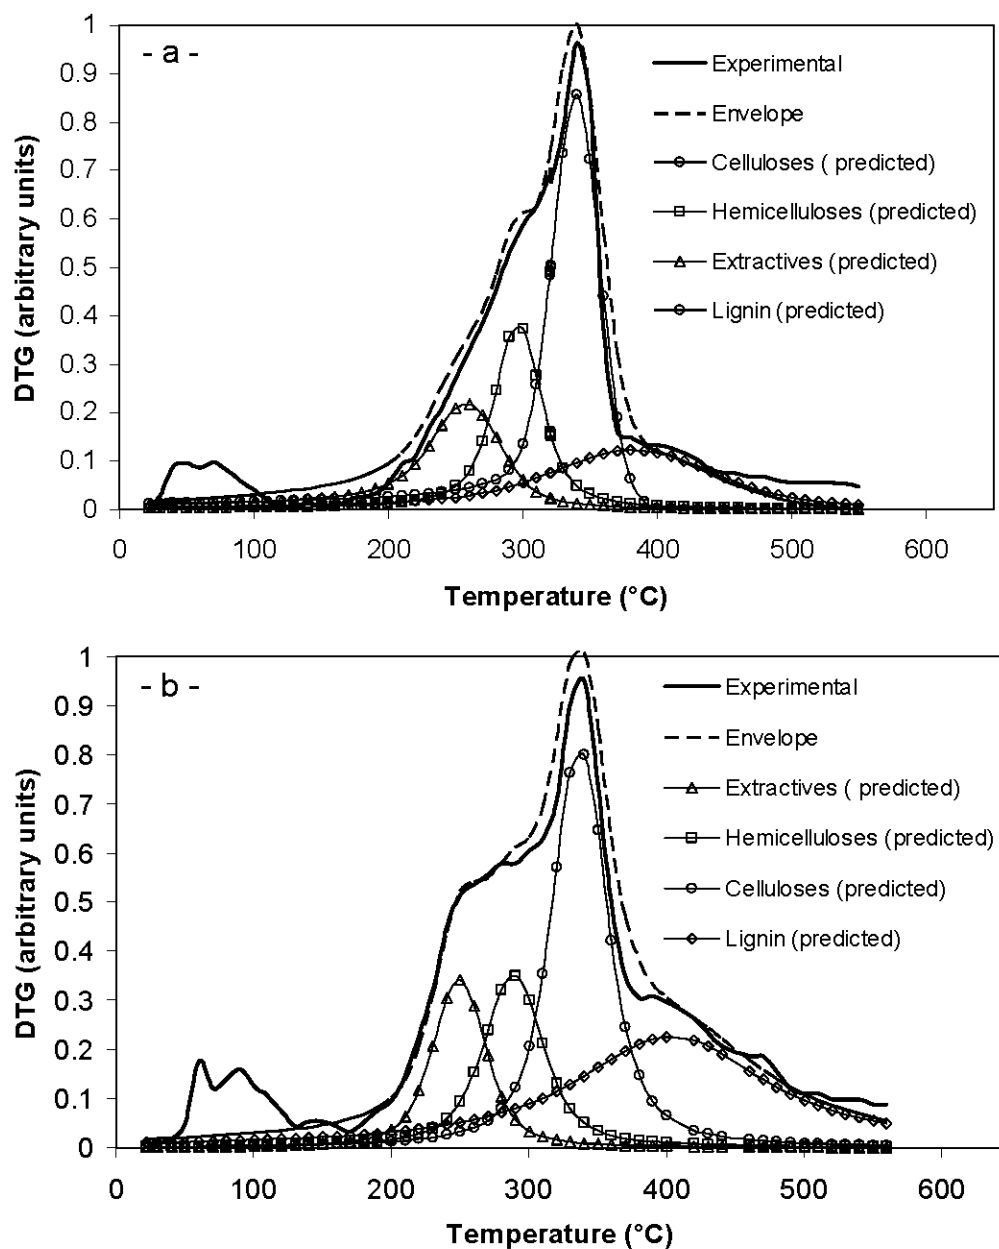 - a -
1
0.9
0.8
0.7
0.6
0.5
0.4
0.3
0.2
0.1
0
DTG (arbitrary units)
Experimental
Envelope
Celluloses ( predicted)
Hemicelluloses (predicted)
Extractives (predicted)
Lignin (predicted)
0 100 200 300 400 500 600
Temperature (°C)
- b -
1
0.9
0.8
0.7
0.6
0.5
0.4
0.3
0.2
0.1
0
DTG (arbitrary units)
Experimental
Envelope
Extractives ( predicted)
Hemicelluloses (predicted)
Celluloses (predicted)
Lignin (predicted)
0 100 200 300 400 500 600
Temperature (°C)